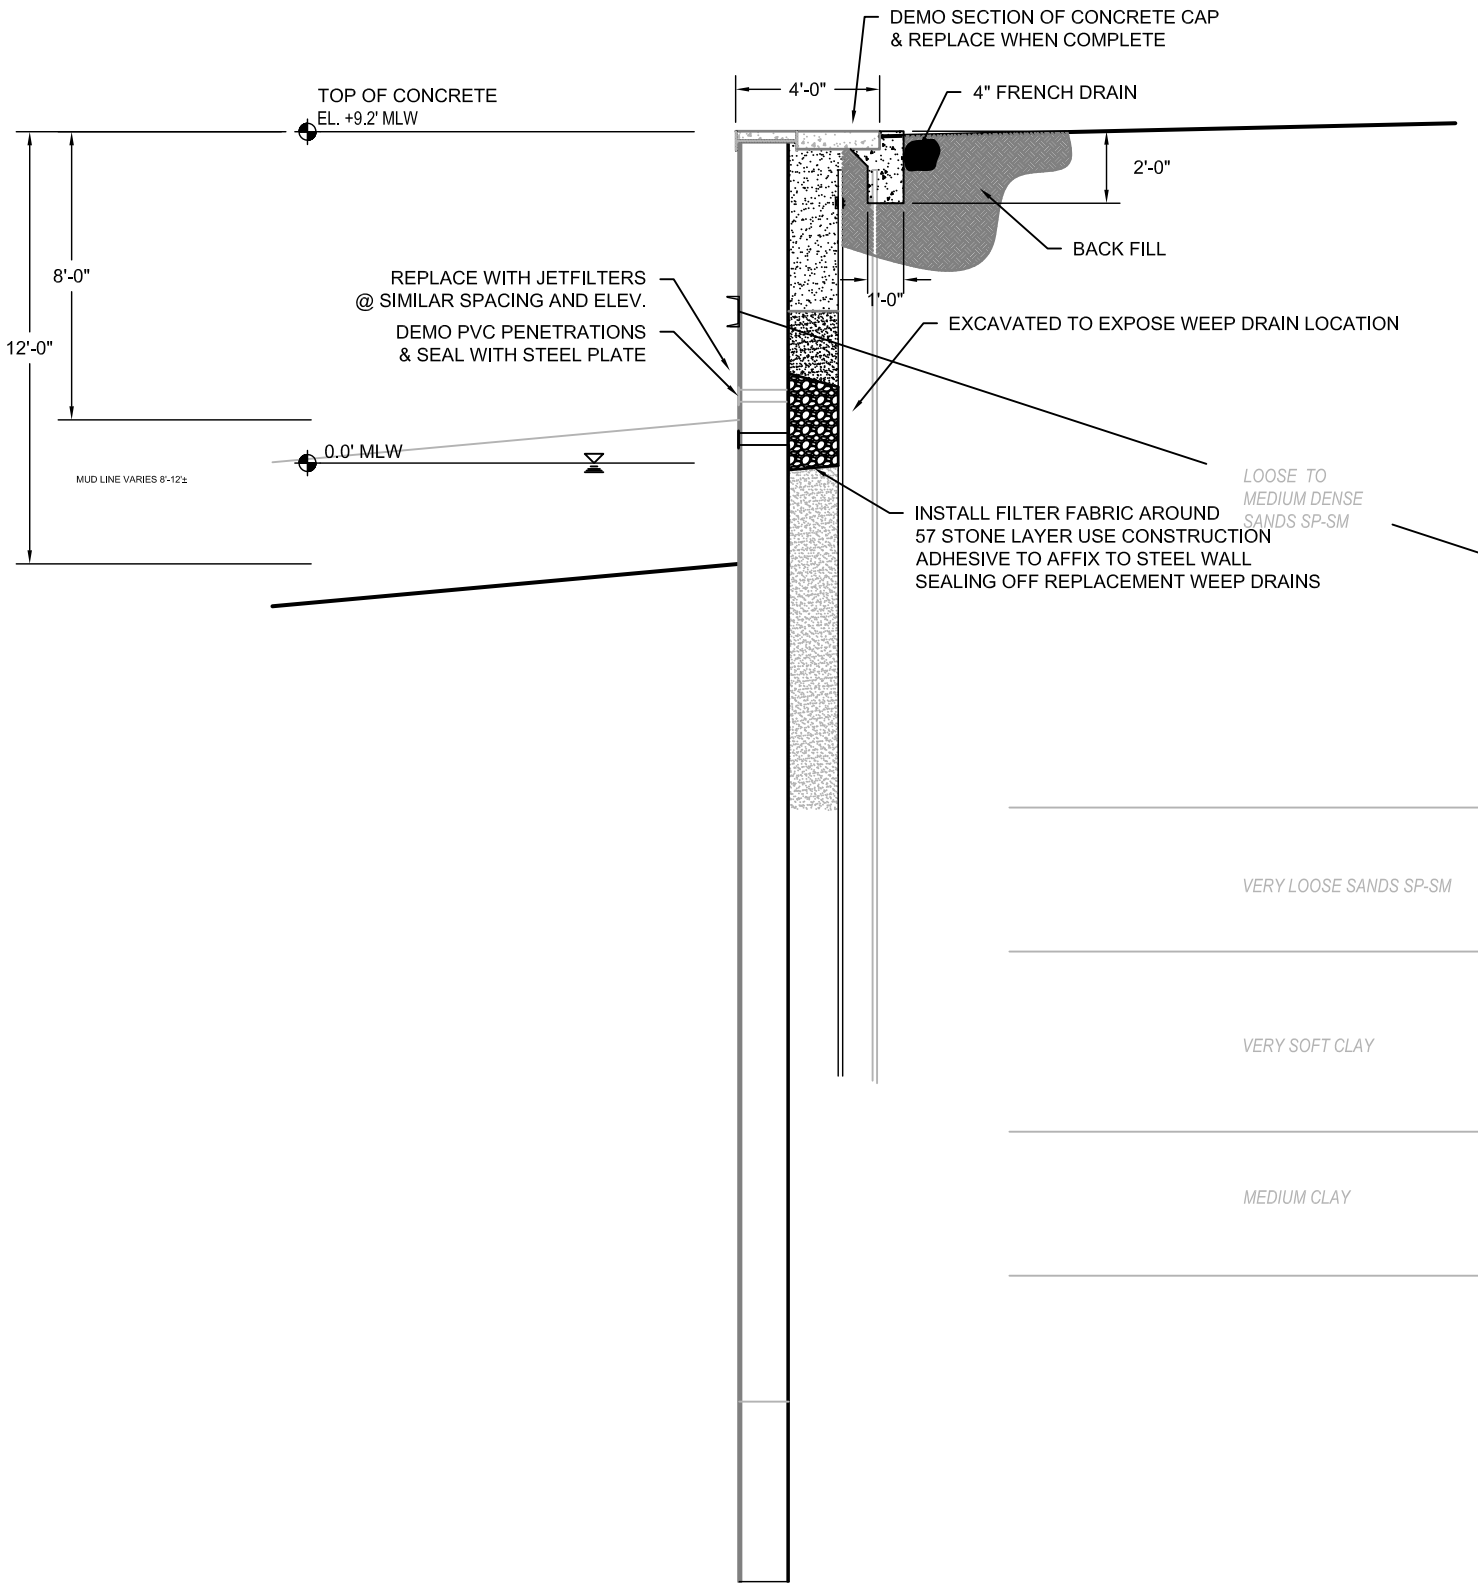 DEMO SECTION OF CONCRETE CAP
& REPLACE WHEN COMPLETE
4'-0"
4" FRENCH DRAIN
TOP OF CONCRETE
EL. +9.2' MLW
2'-0"
BACK FILL
8'-0"
REPLACE WITH JETFILTERS
@ SIMILAR SPACING AND ELEV.
1'-0"
EXCAVATED TO EXPOSE WEEP DRAIN LOCATION
DEMO PVC PENETRATIONS
& SEAL WITH STEEL PLATE
12'-0"
0.0' MLW
MUD LINE VARIES 8'-12'±
LOOSE TO
MEDIUM DENSE
SANDS SP-SM
INSTALL FILTER FABRIC AROUND
57 STONE LAYER USE CONSTRUCTION
ADHESIVE TO AFFIX TO STEEL WALL
SEALING OFF REPLACEMENT WEEP DRAINS
VERY LOOSE SANDS SP-SM
VERY SOFT CLAY
MEDIUM CLAY